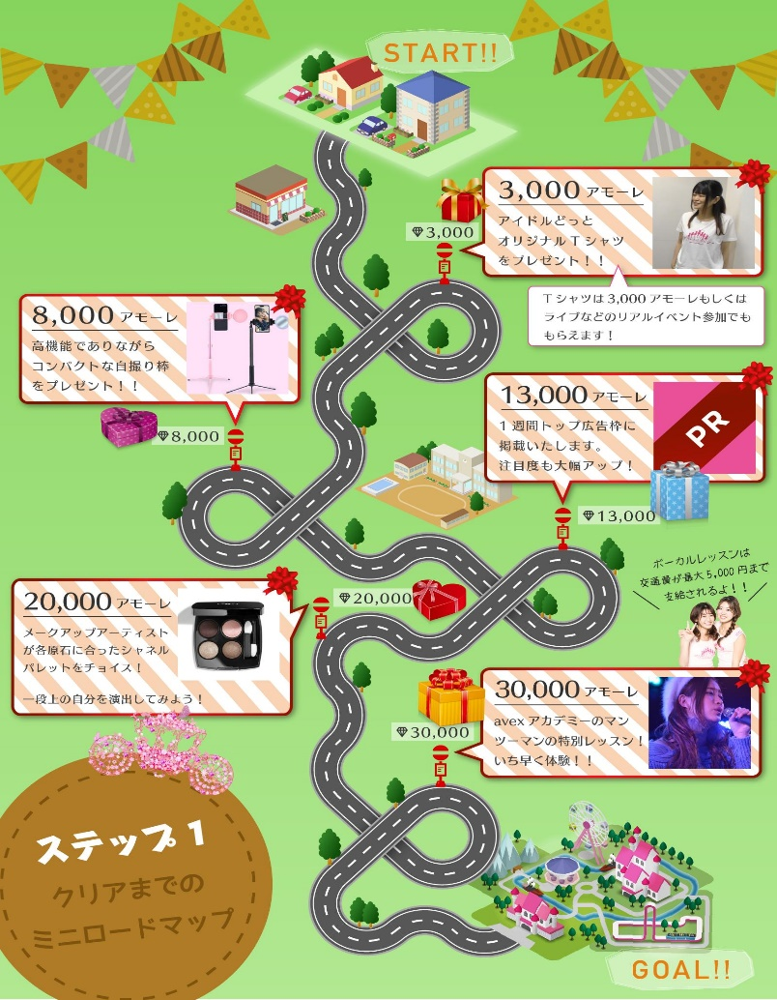 START!!
3,000 アモーレ
アイドルどっと
オリジナルTシャツ
をプレゼント！！
3,000
Tシャツは3,000アモーレもしくは
ライブなどのリアルイベント参加でも
もらえます！
8,000 アモーレ
高機能でありながら
コンパクトな自撮り棒
をプレゼント！！
8,000
13,000 アモーレ
1週間トップ広告枠に
掲載いたします。
注目度も大幅アップ！
PR
13,000
ボーカルレッスンは
交通費が最大5,000円まで
支給されるよ！！
20,000 アモーレ
メークアップアーティスト
が各原石に合ったシャネル
パレットをチョイス！
一段上の自分を演出してみよう！
20,000
30,000 アモーレ
avexアカデミーのマン
ツーマンの特別レッスン！
いち早く体験！！
30,000
ステップ1
クリアまでの
ミニロードマップ
GOAL!!